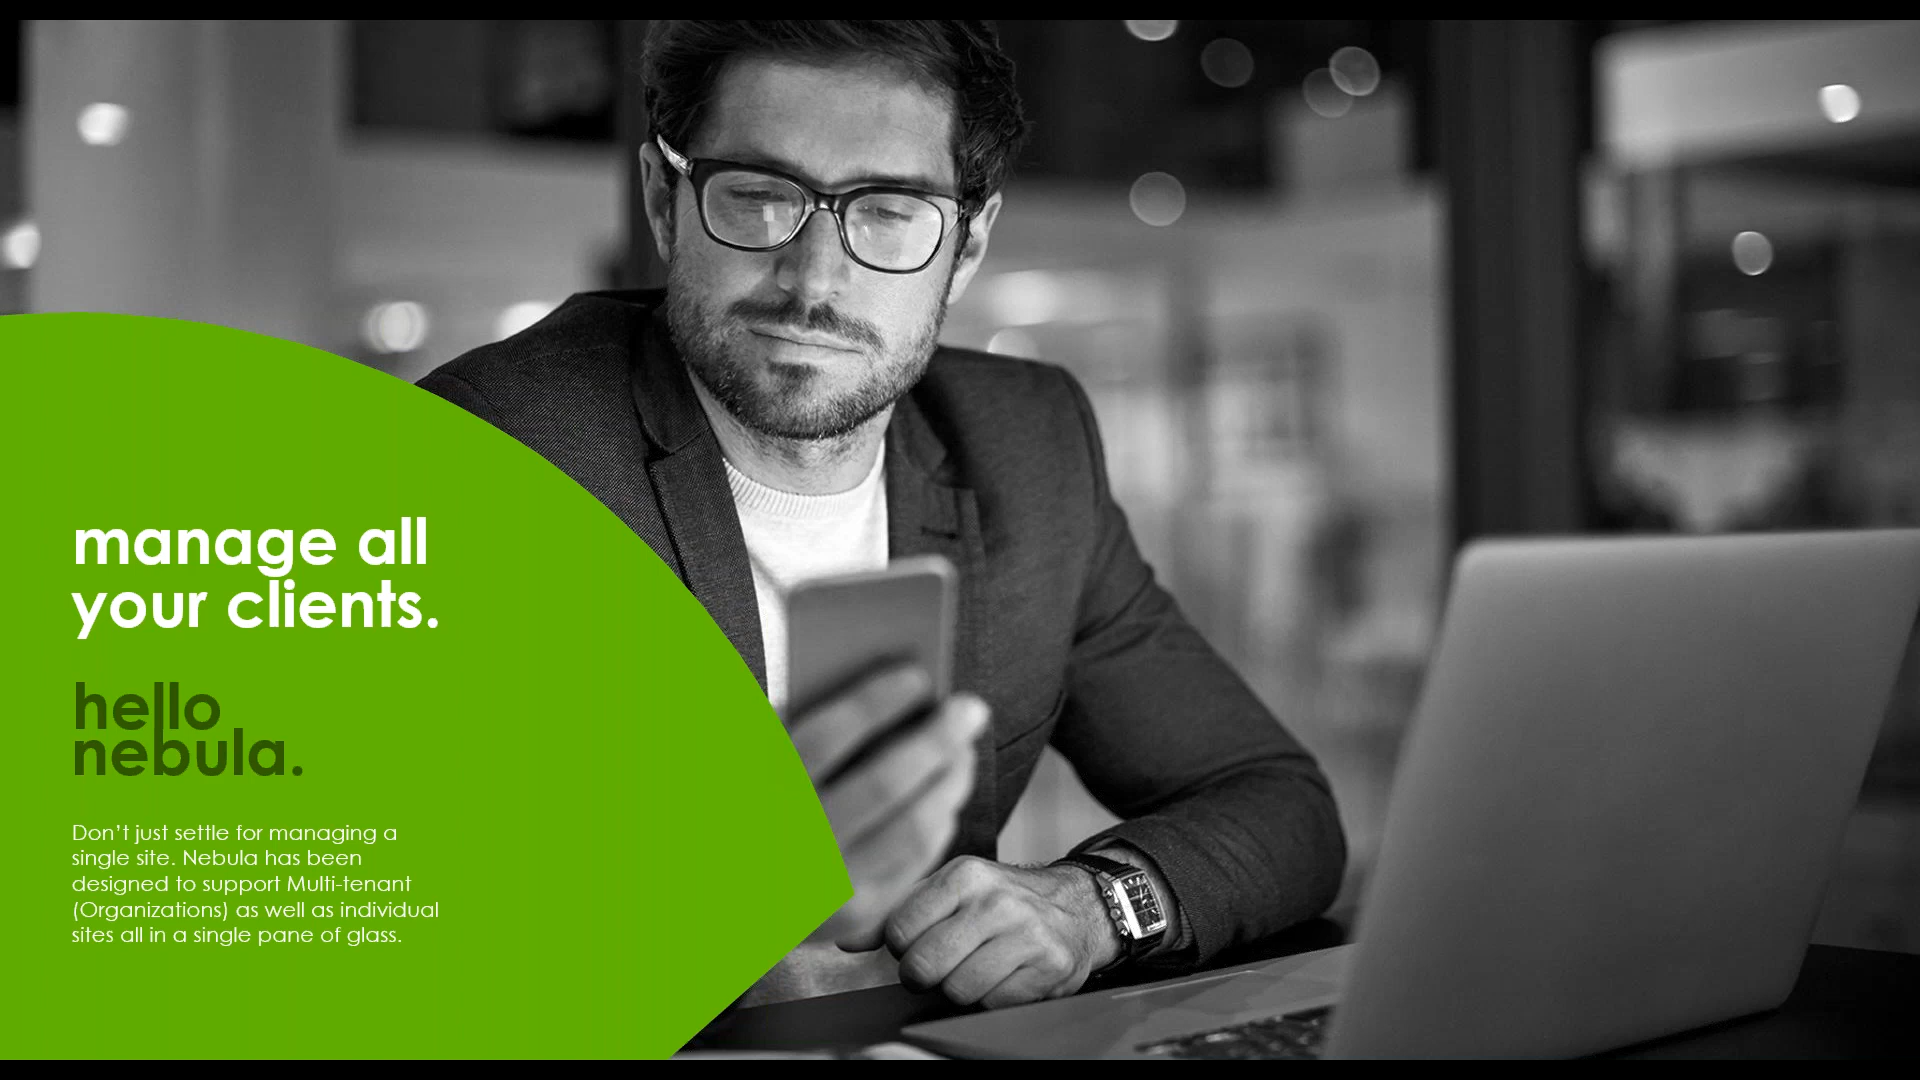 manage all
your clients.
hello
nebula.
Don’t just settle for managing a
single site. Nebula has been
designed to support Multi-tenant
(Organizations) as well as individual
sites all in a single pane of glass.